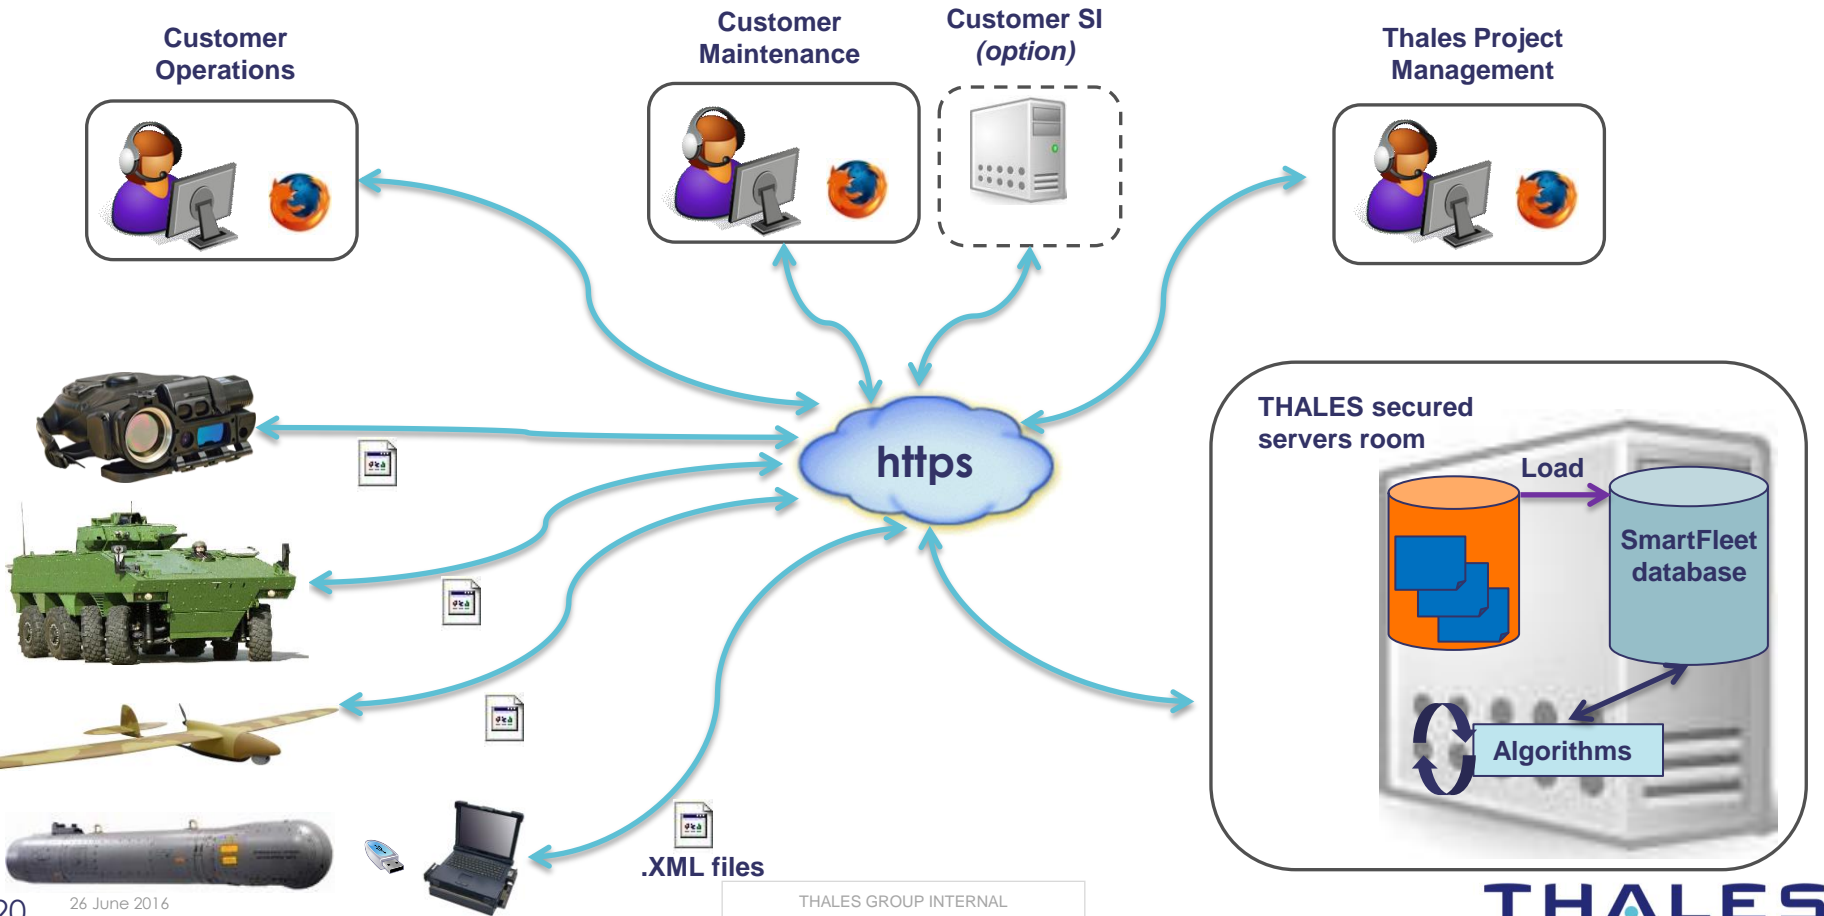 Customer
Operations
Customer
Maintenance
Customer SI
(option)
Thales Project
Management
https
THALES secured
servers room
Load
SmartFleet
database
Algorithms
.XML files
20
26 June 2016
THALES GROUP INTERNAL
THALES